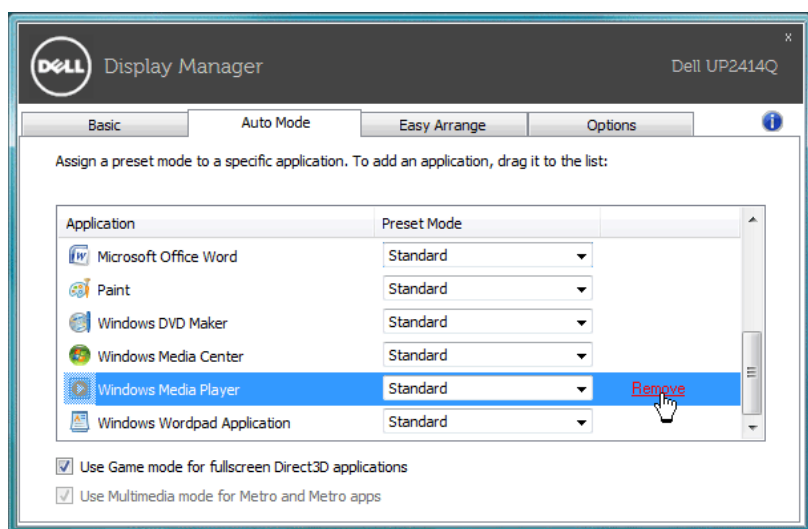 DELL Display Manager Dell UP2414Q x
Basic Auto Mode Easy Arrange Options i
Assign a preset mode to a specific application. To add an application, drag it to the list:
Application Preset Mode
Microsoft Office Word Standard
Paint Standard
Windows DVD Maker Standard
Windows Media Center Standard
Windows Media Player Standard Remove
Windows Wordpad Application Standard
Use Game mode for fullscreen Direct3D applications
Use Multimedia mode for Metro and Metro apps